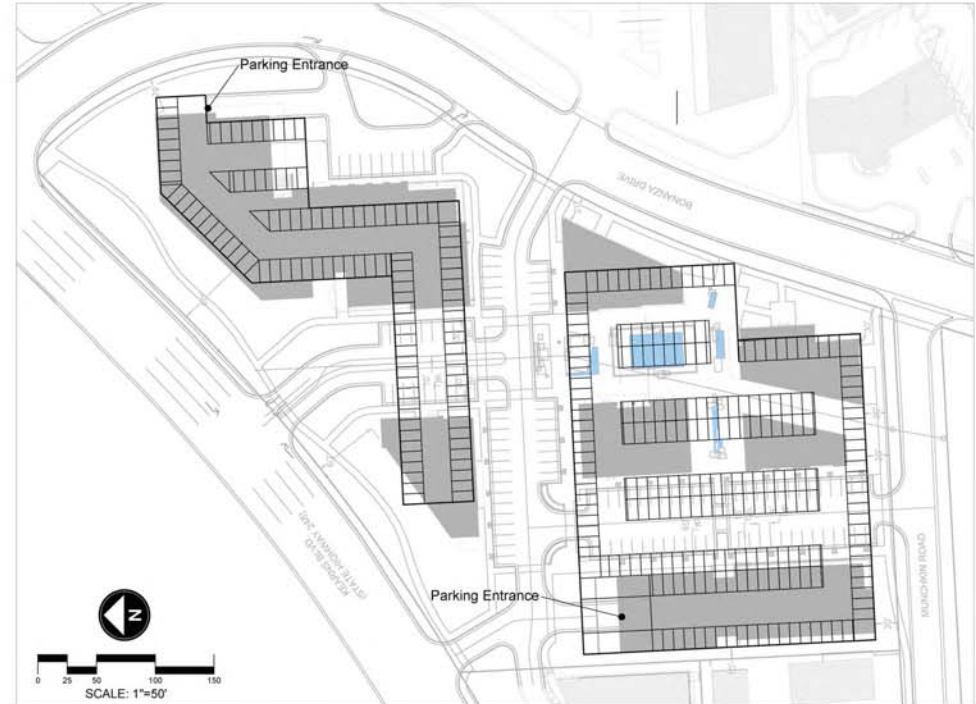 Parking Entrance
BONANZA DRIVE
KEARNS BLVD.
(STATE HIGHWAY 248)
Parking Entrance
MUNCHKIN ROAD
N
0 25 50 100 150
SCALE: 1"=50'